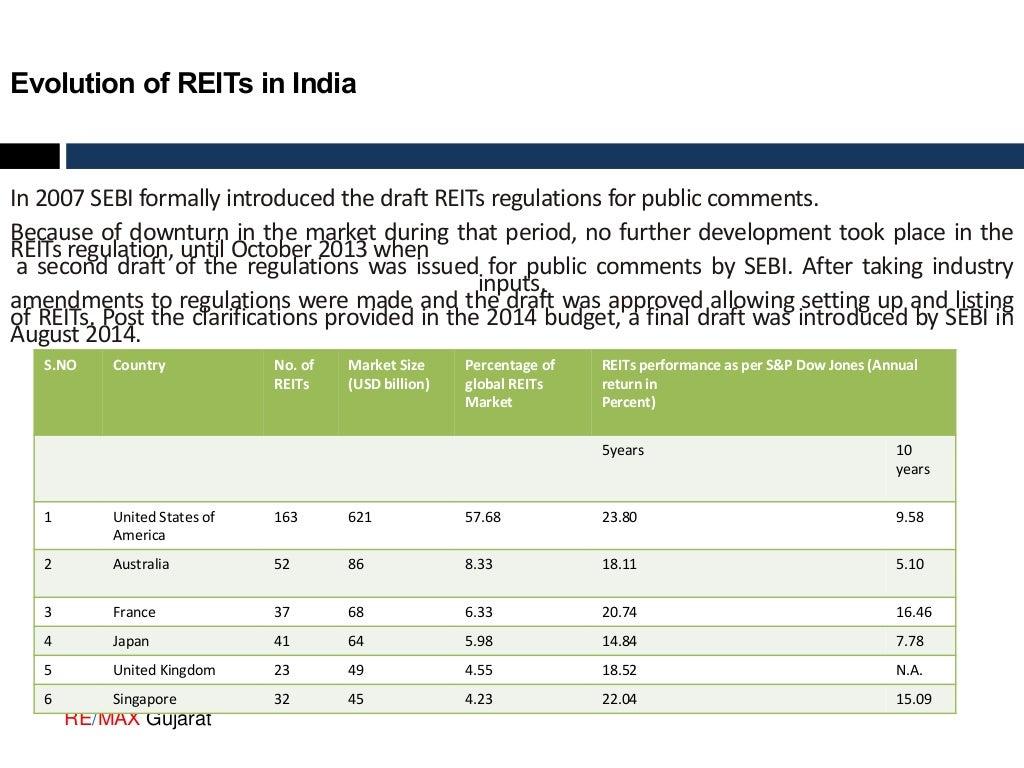 Evolution of REITs in India
In 2007 SEBI formally introduced the draft REITs regulations for public comments.
Because of downturn in the market during that period, no further development took place in the
REITs regulation, until October 2013 when
a second draft of the regulations was issued for public comments by SEBI. After taking industry
inputs,
amendments to regulations were made and the draft was approved allowing setting up and listing
of REITs. Post the clarifications provided in the 2014 budget, a final draft was introduced by SEBI in
August 2014.
S.NO Country No. of REITs Market Size (USD billion) Percentage of global REITs Market REITs performance as per S&P Dow Jones (Annual return in Percent)
5years 10 years
1 United States of America 163 621 57.68 23.80 9.58
2 Australia 52 86 8.33 18.11 5.10
3 France 37 68 6.33 20.74 16.46
4 Japan 41 64 5.98 14.84 7.78
5 United Kingdom 23 49 4.55 18.52 N.A.
6 Singapore 32 45 4.23 22.04 15.09
RE/MAX Gujarat